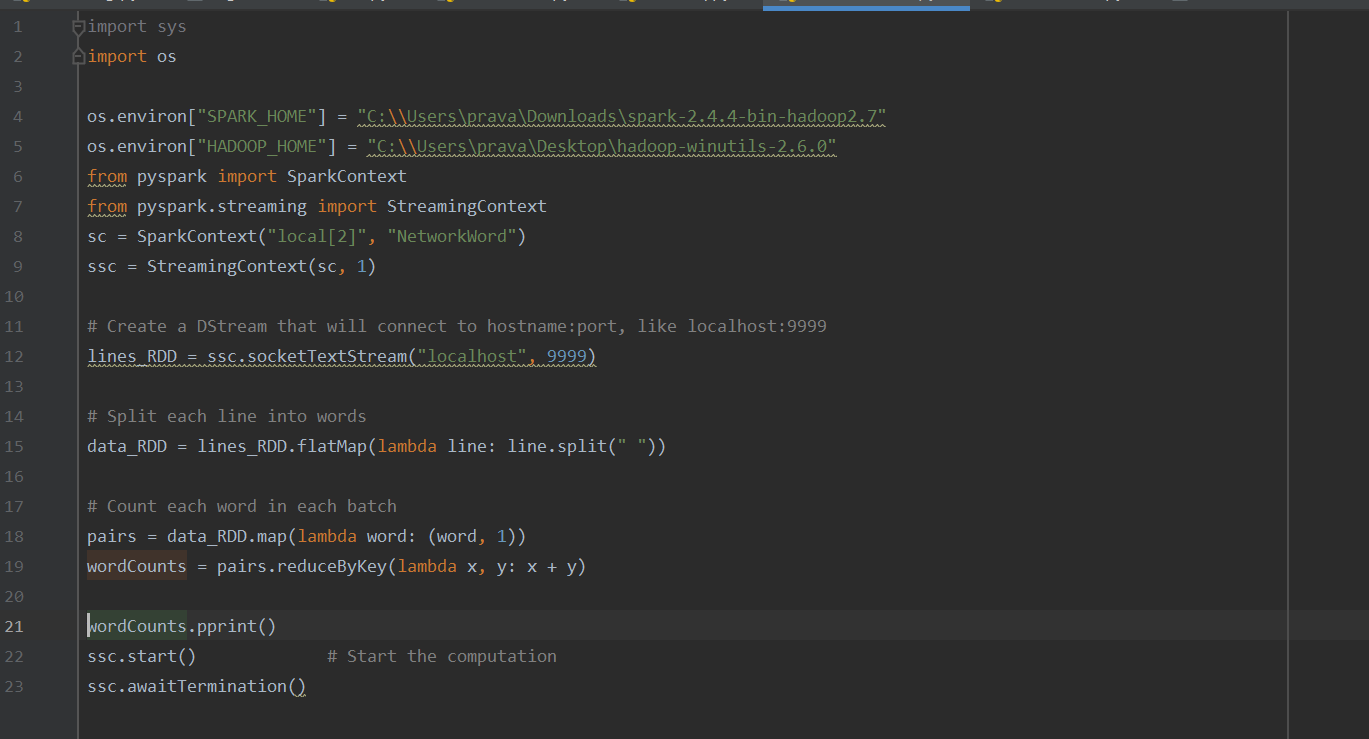 1 import sys
2 import os
3
4 os.environ["SPARK_HOME"] = "C:\\Users\prava\Downloads\spark-2.4.4-bin-hadoop2.7"
5 os.environ["HADOOP_HOME"] = "C:\\Users\prava\Desktop\hadoop-winutils-2.6.0"
6 from pyspark import SparkContext
7 from pyspark.streaming import StreamingContext
8 sc = SparkContext("local[2]", "NetworkWord")
9 ssc = StreamingContext(sc, 1)
10
11 # Create a DStream that will connect to hostname:port, like localhost:9999
12 lines_RDD = ssc.socketTextStream("localhost", 9999)
13
14 # Split each line into words
15 data_RDD = lines_RDD.flatMap(lambda line: line.split(" "))
16
17 # Count each word in each batch
18 pairs = data_RDD.map(lambda word: (word, 1))
19 wordCounts = pairs.reduceByKey(lambda x, y: x + y)
20
21 wordCounts.pprint()
22 ssc.start()             # Start the computation
23 ssc.awaitTermination()